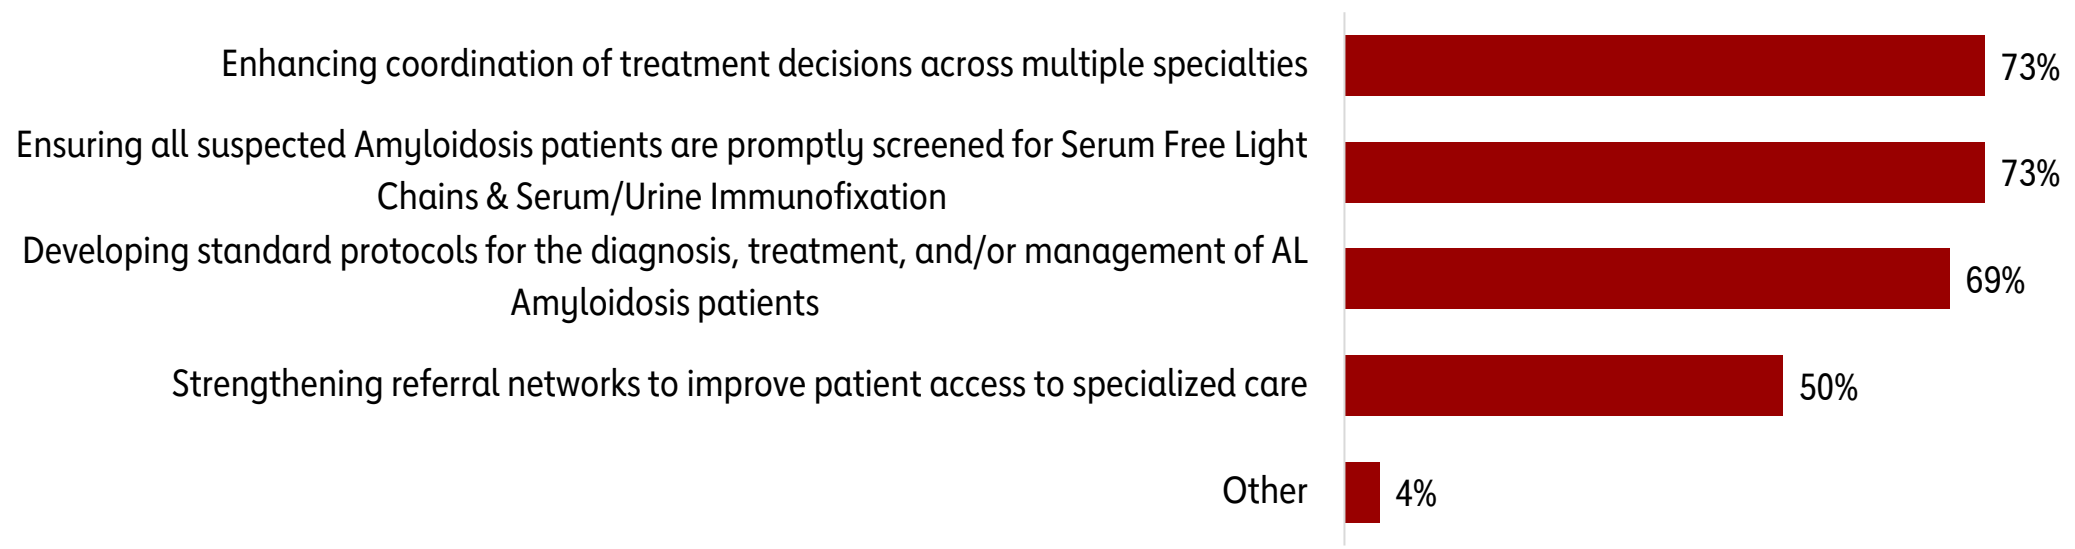 Enhancing coordination of treatment decisions across multiple specialties
73%
Ensuring all suspected Amyloidosis patients are promptly screened for Serum Free Light
Chains & Serum/Urine Immunofixation
73%
Developing standard protocols for the diagnosis, treatment, and/or management of AL
Amyloidosis patients
69%
Strengthening referral networks to improve patient access to specialized care
50%
Other
4%